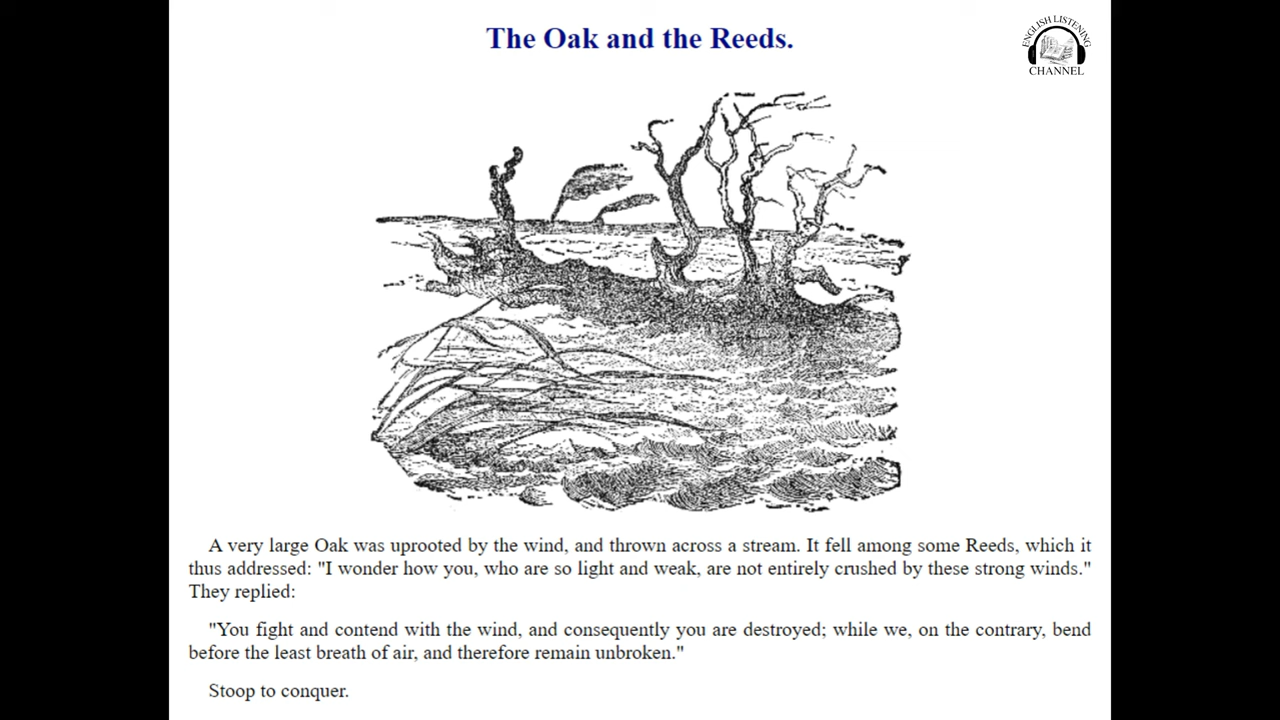 The Oak and the Reeds.
ENGLISH LISTENING
CHANNEL
A very large Oak was uprooted by the wind, and thrown across a stream. It fell among some Reeds, which it
thus addressed: "I wonder how you, who are so light and weak, are not entirely crushed by these strong winds."
They replied:
"You fight and contend with the wind, and consequently you are destroyed; while we, on the contrary, bend
before the least breath of air, and therefore remain unbroken."
Stoop to conquer.